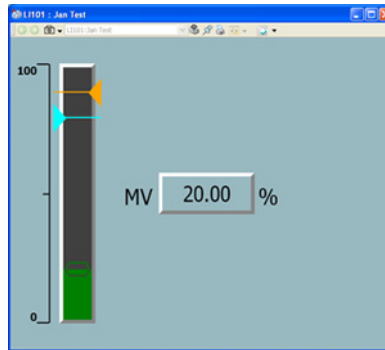 LI101 : Jan Test
LI101 Jan Test
100
MV 20.00 %
0